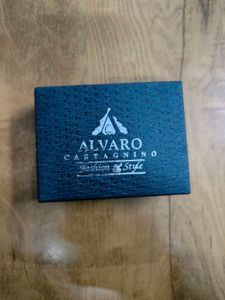 ALVARO
CASTAGNINO
Fashion & Style